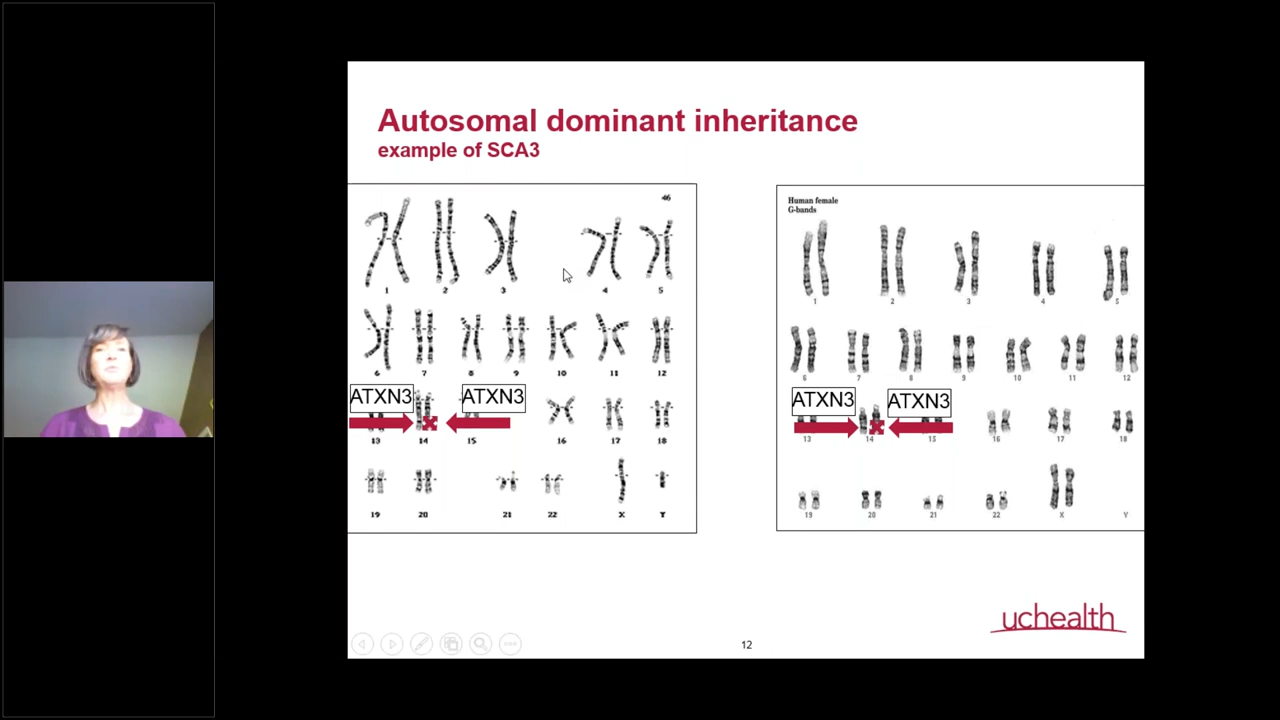 Autosomal dominant inheritance
example of SCA3
46
1 2 3 4 5
6 7 8 9 10 11 12
ATXN3 ATXN3
13 14 15 16 17 18
19 20 21 22 X Y
Human female
G-bands
1 2 3 4 5
6 7 8 9 10 11 12
ATXN3 ATXN3
13 14 15 16 17 18
19 20 21 22 X Y
uchealth
12